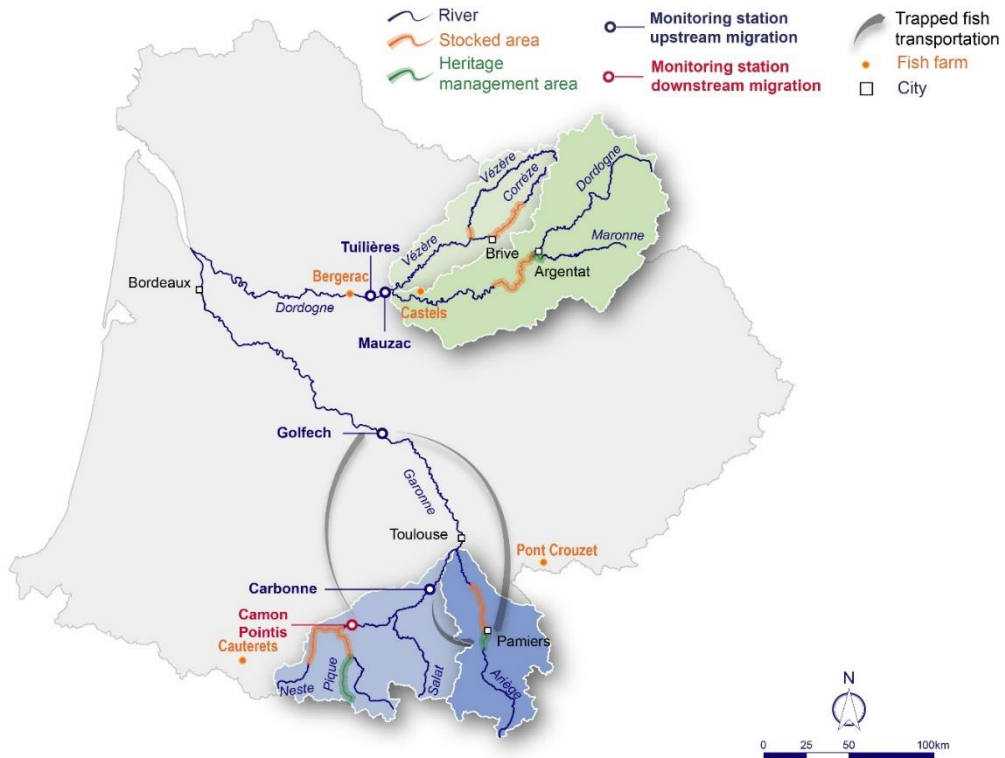 River
Stocked area
Heritage
management area
Monitoring station
upstream migration
Monitoring station
downstream migration
Trapped fish
transportation
Fish farm
City
Vézère
Corrèze
Dordogne
Vézère
Maronne
Brive
Argentat
Tuilières
Bergerac
Bordeaux
Dordogne
Castels
Mauzac
Golfech
Garonne
Toulouse
Pont Crouzet
Carbonne
Camon
Pointis
Pamiers
Cauterets
Neste
Pique
Salat
Ariège
N
0 25 50 100km